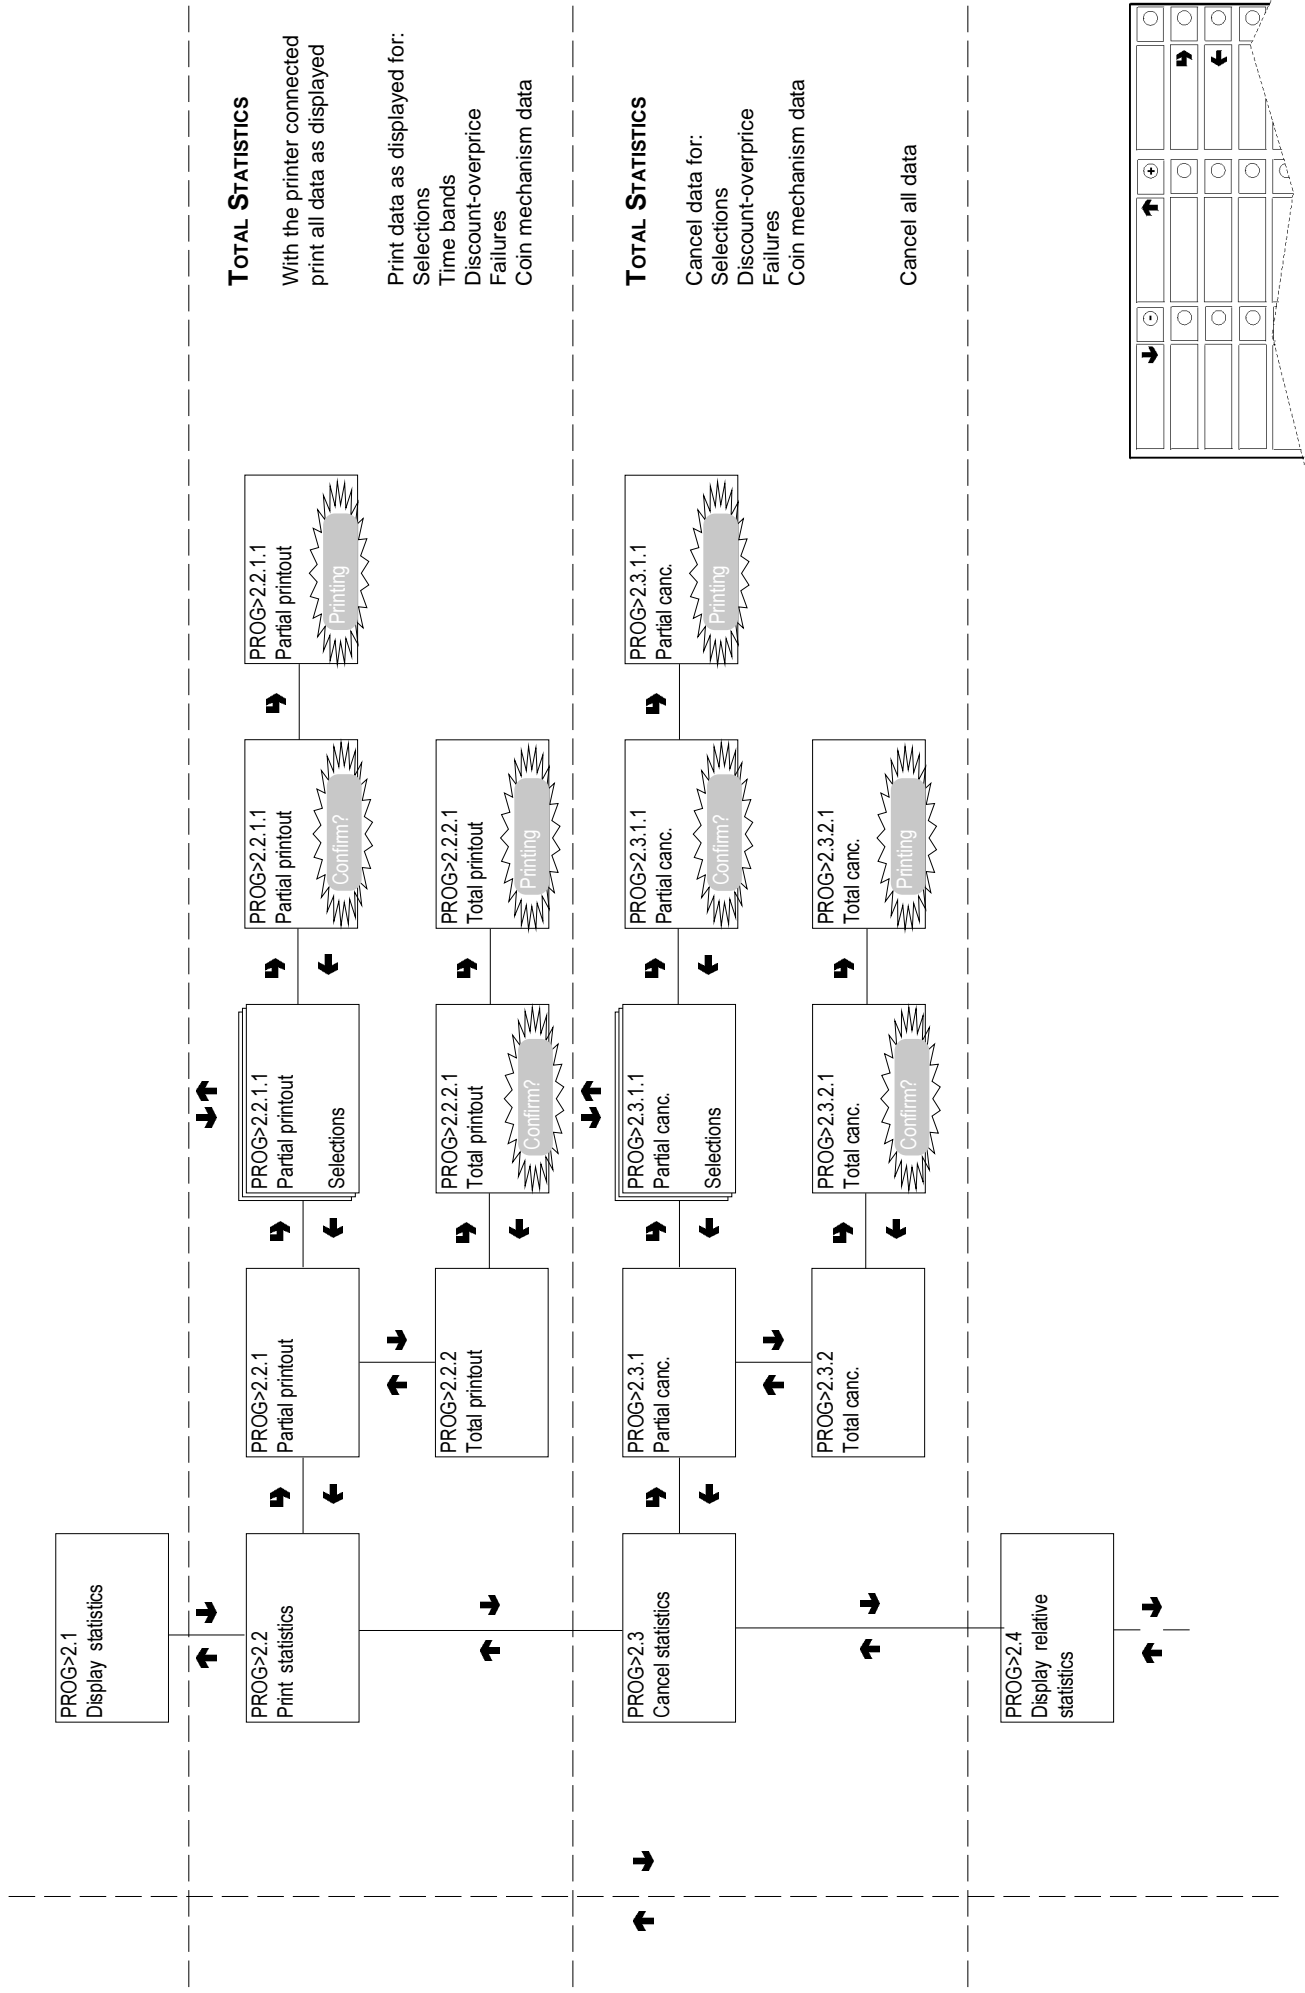 PROG>2.1
Display statistics
PROG>2.2
Print statistics
PROG>2.2.1
Partial printout
PROG>2.2.1.1
Partial printout
Selections
PROG>2.2.1.1
Partial printout
Confirm?
PROG>2.2.1.1
Partial printout
Printing
TOTAL STATISTICS
With the printer connected
print all data as displayed
Print data as displayed for:
Selections
Time bands
Discount-overprice
Failures
Coin mechanism data
PROG>2.2.2
Total printout
PROG>2.2.2.1
Total printout
Confirm?
PROG>2.2.2.1
Total printout
Printing
PROG>2.3
Cancel statistics
PROG>2.3.1
Partial canc.
PROG>2.3.1.1
Partial canc.
Selections
PROG>2.3.1.1
Partial canc.
Confirm?
PROG>2.3.1.1
Partial canc.
Printing
TOTAL STATISTICS
Cancel data for:
Selections
Discount-overprice
Failures
Coin mechanism data
Cancel all data
PROG>2.3.2
Total canc.
PROG>2.3.2.1
Total canc.
Confirm?
PROG>2.3.2.1
Total canc.
Printing
PROG>2.4
Display relative
statistics
- +